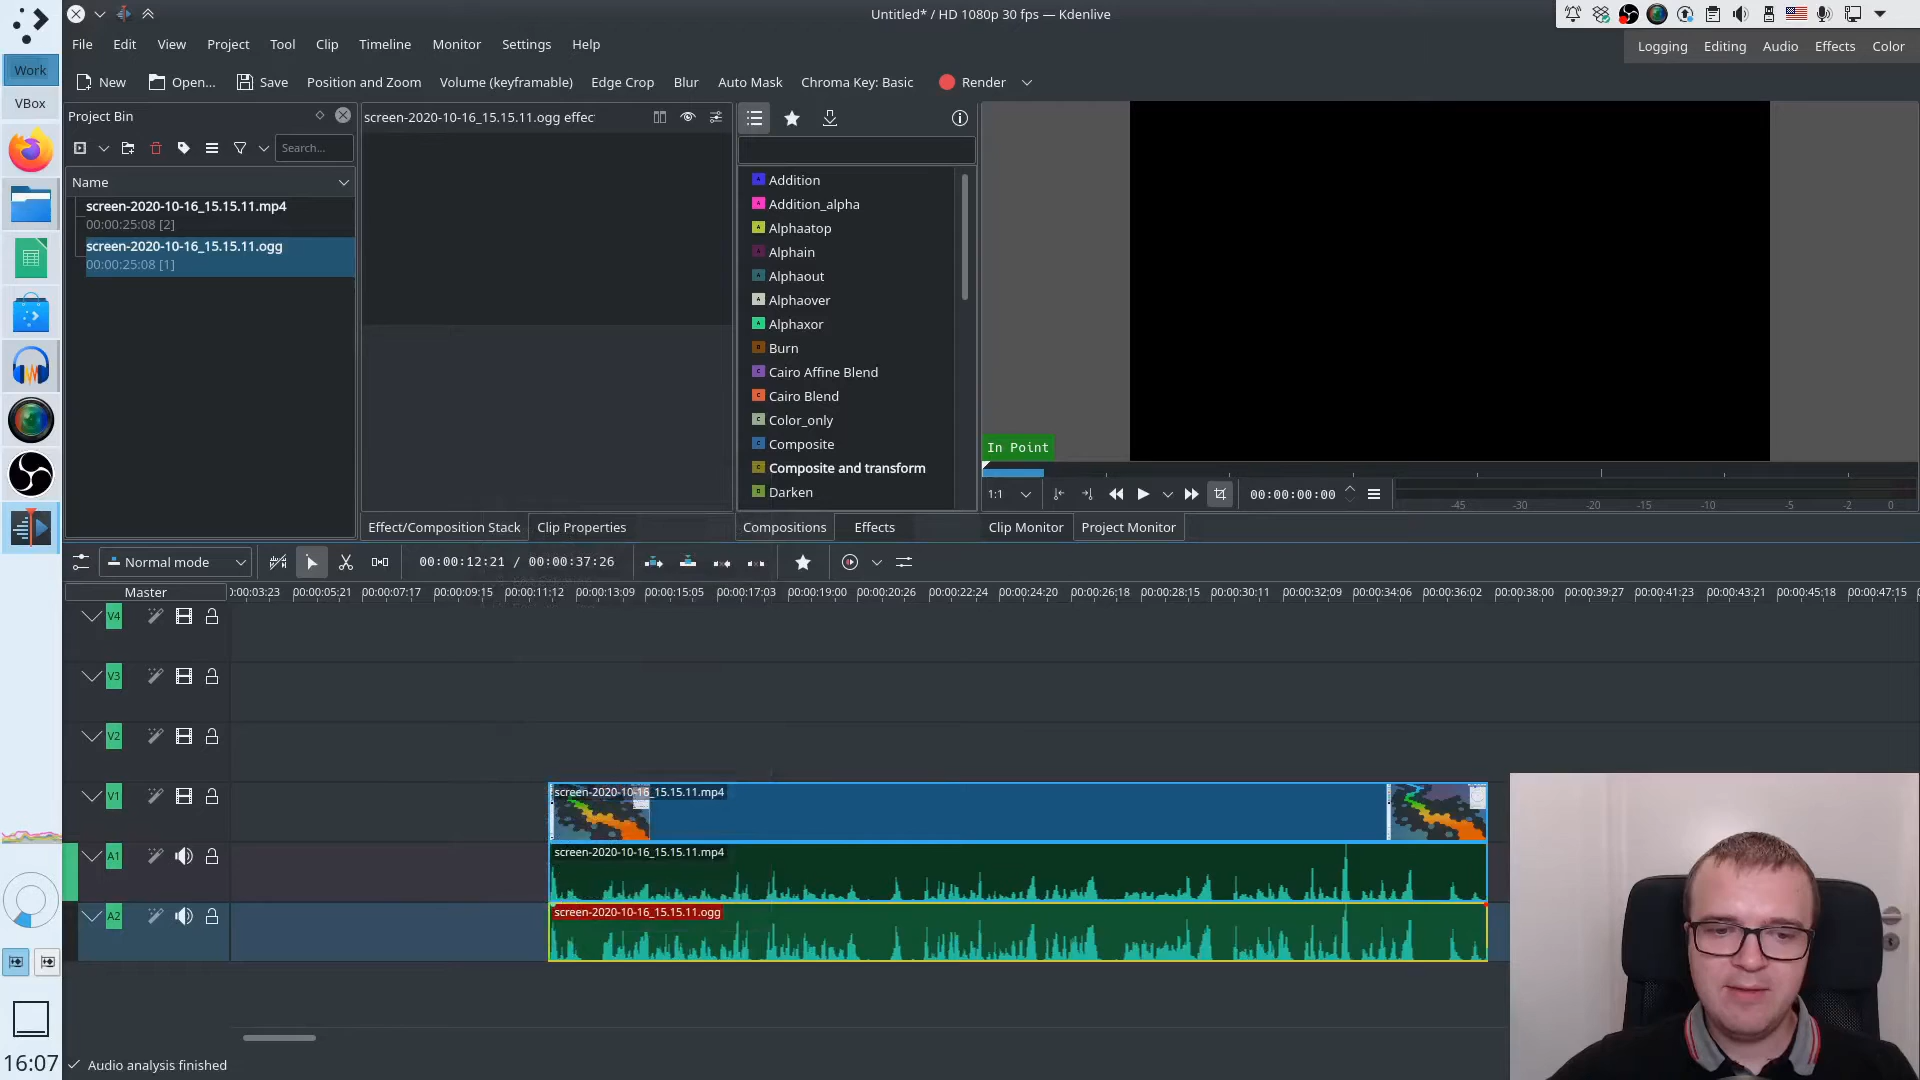 Untitled* / HD 1080p 30 fps — Kdenlive
File Edit View Project Tool Clip Timeline Monitor Settings Help
Logging Editing Audio Effects Color
Work
VBox
New Open... Save Position and Zoom Volume (keyframable) Edge Crop Blur Auto Mask Chroma Key: Basic Render
Project Bin
Search...
Name
screen-2020-10-16_15.15.11.mp4
00:00:25:08 [2]
screen-2020-10-16_15.15.11.ogg
00:00:25:08 [1]
screen-2020-10-16_15.15.11.ogg effec
Addition
Addition_alpha
Alphaatop
Alphain
Alphaout
Alphaover
Alphaxor
Burn
Cairo Affine Blend
Cairo Blend
Color_only
Composite
Composite and transform
Darken
In Point
1:1
00:00:00:00
-45 -30 -20 -15 -10 -5 -2 0
Effect/Composition Stack Clip Properties
Compositions Effects
Clip Monitor Project Monitor
Normal mode
00:00:12:21 / 00:00:37:26
Master
0:00:03:23 00:00:05:21 00:00:07:17 00:00:09:15 00:00:11:12 00:00:13:09 00:00:15:05 00:00:17:03 00:00:19:00 00:00:20:26 00:00:22:24 00:00:24:20 00:00:26:18 00:00:28:15 00:00:30:11 00:00:32:09 00:00:34:06 00:00:36:02 00:00:38:00 00:00:39:27 00:00:41:23 00:00:43:21 00:00:45:18 00:00:47:15
V4
V3
V2
V1
screen-2020-10-16_15.15.11.mp4
A1
screen-2020-10-16_15.15.11.mp4
A2
screen-2020-10-16_15.15.11.ogg
16:07
Audio analysis finished